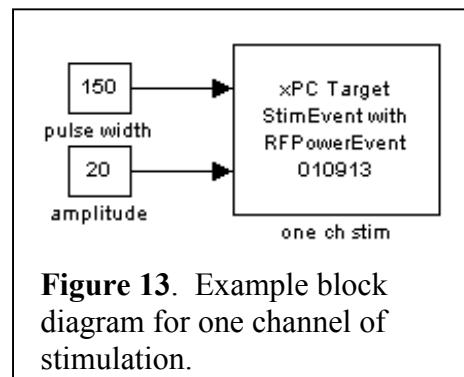 150
pulse width
20
amplitude
xPC Target
StimEvent with
RFPowerEvent
010913
one ch stim
Figure 13. Example block
diagram for one channel of
stimulation.